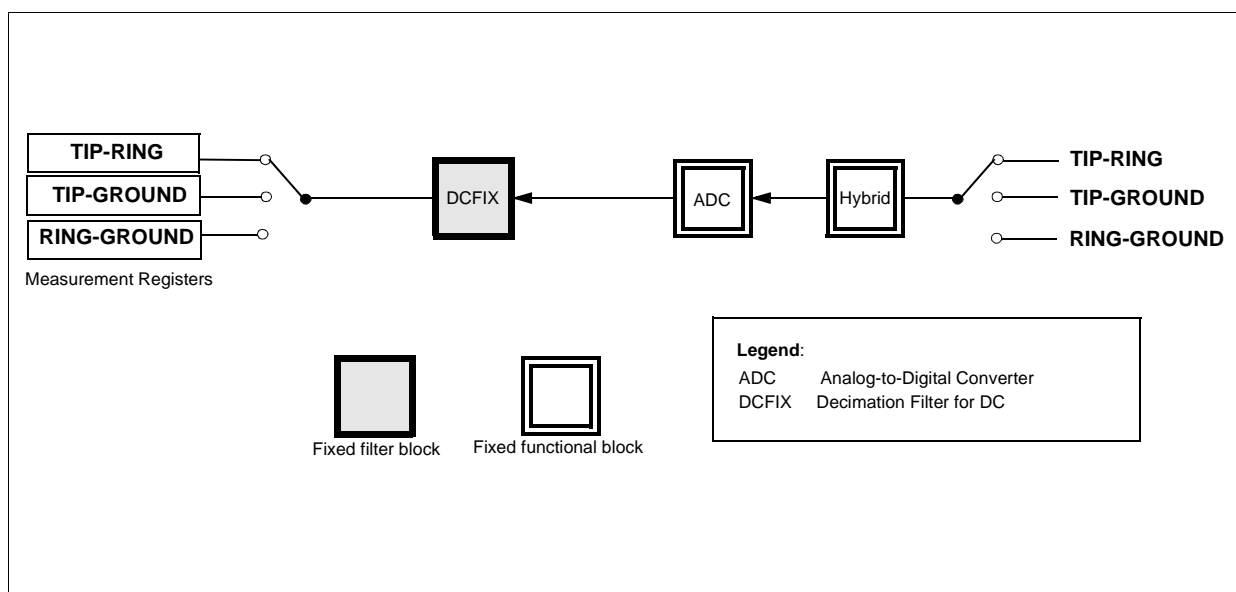 TIP-RING
TIP-GROUND
RING-GROUND
Measurement Registers
DCFIX
ADC
Hybrid
TIP-RING
TIP-GROUND
RING-GROUND
Fixed filter block
Fixed functional block
Legend:
ADC Analog-to-Digital Converter
DCFIX Decimation Filter for DC